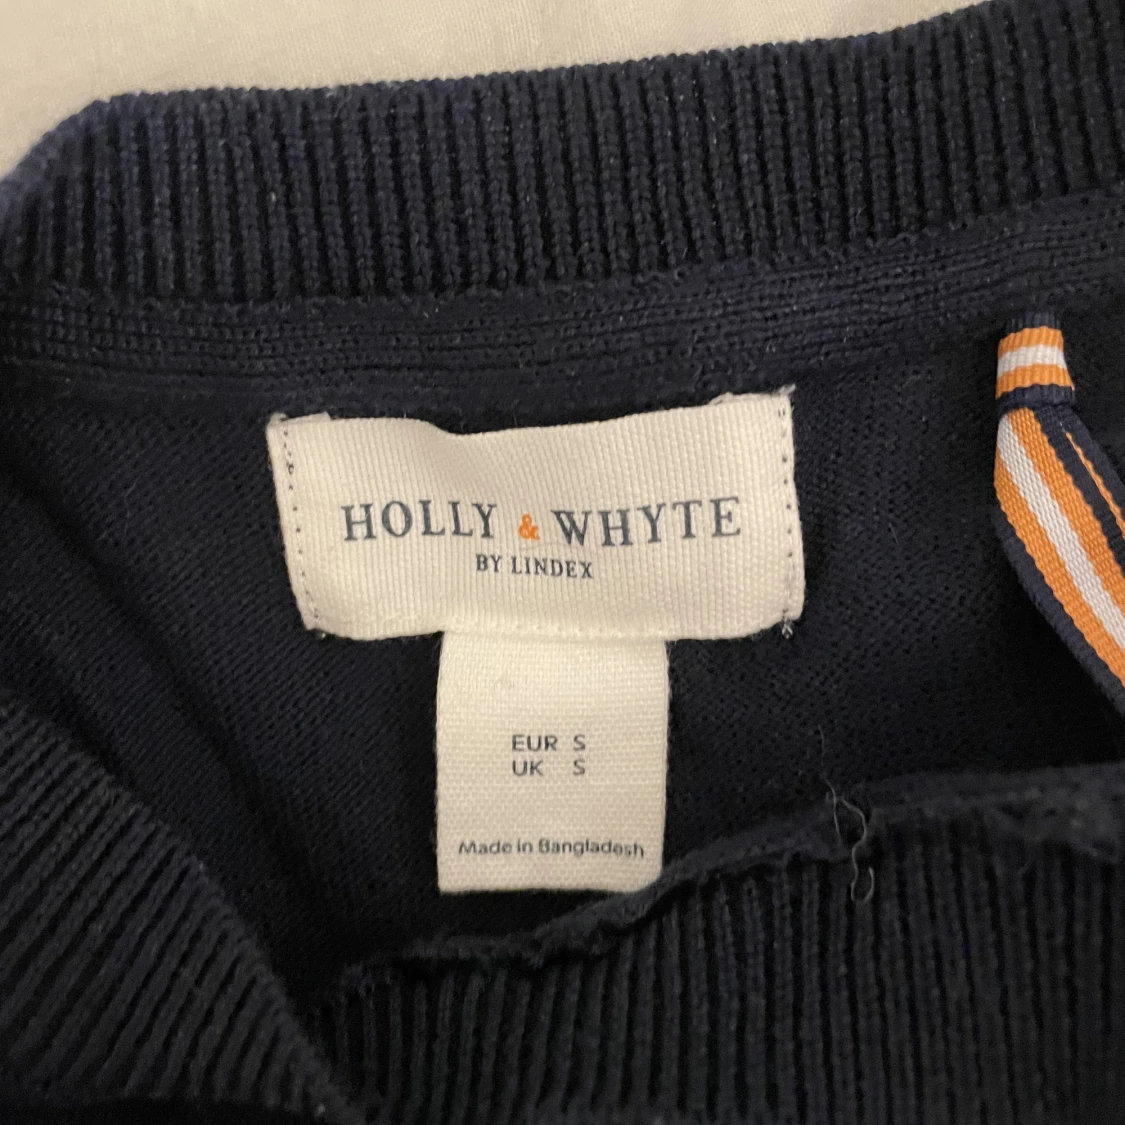 HOLLY & WHYTE
BY LINDEX
EUR S
UK S
Made in Bangladesh